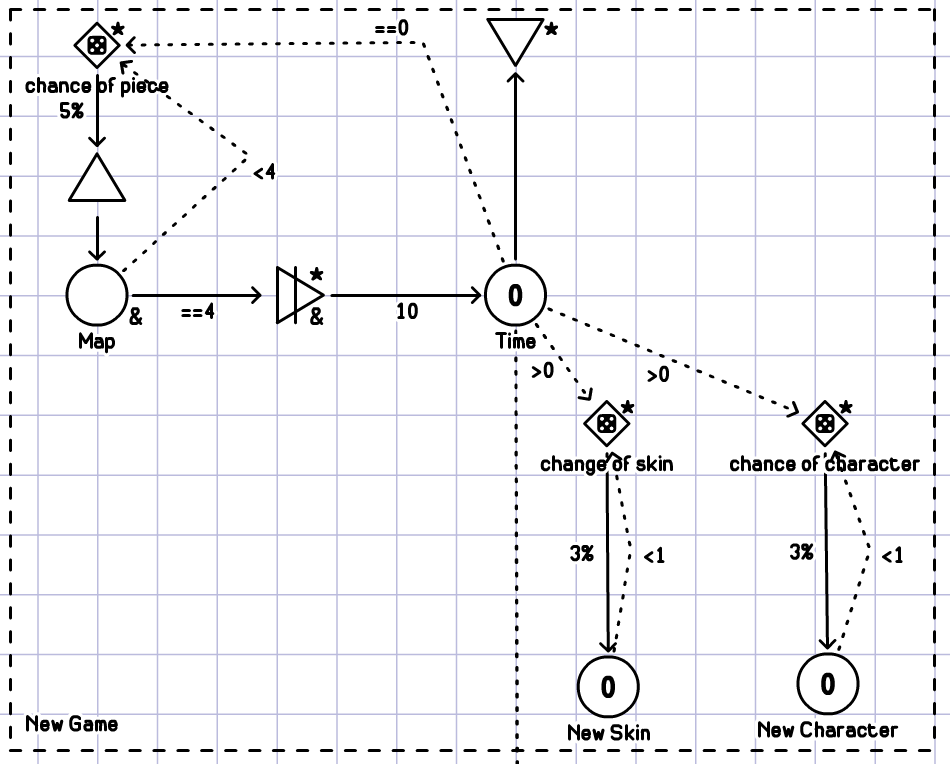 *
==0
*
chance of piece
5%
<4
*
&
==4
&
10
0
Map
Time
>0
>0
*
*
change of skin
chance of character
3%
<1
3%
<1
0
0
New Game
New Skin
New Character